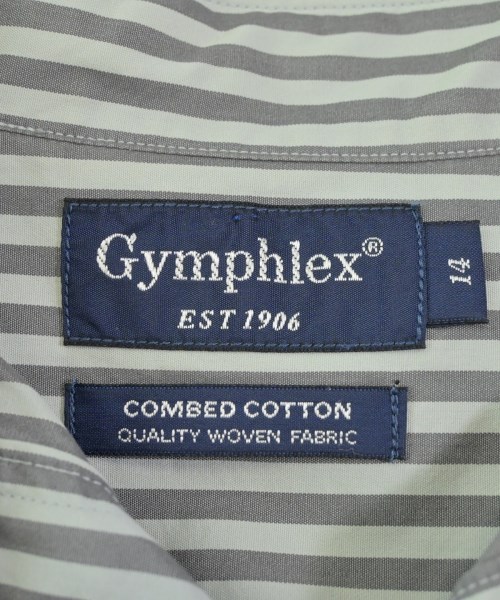 Gymphlex®
EST 1906
14
COMBED COTTON
QUALITY WOVEN FABRIC